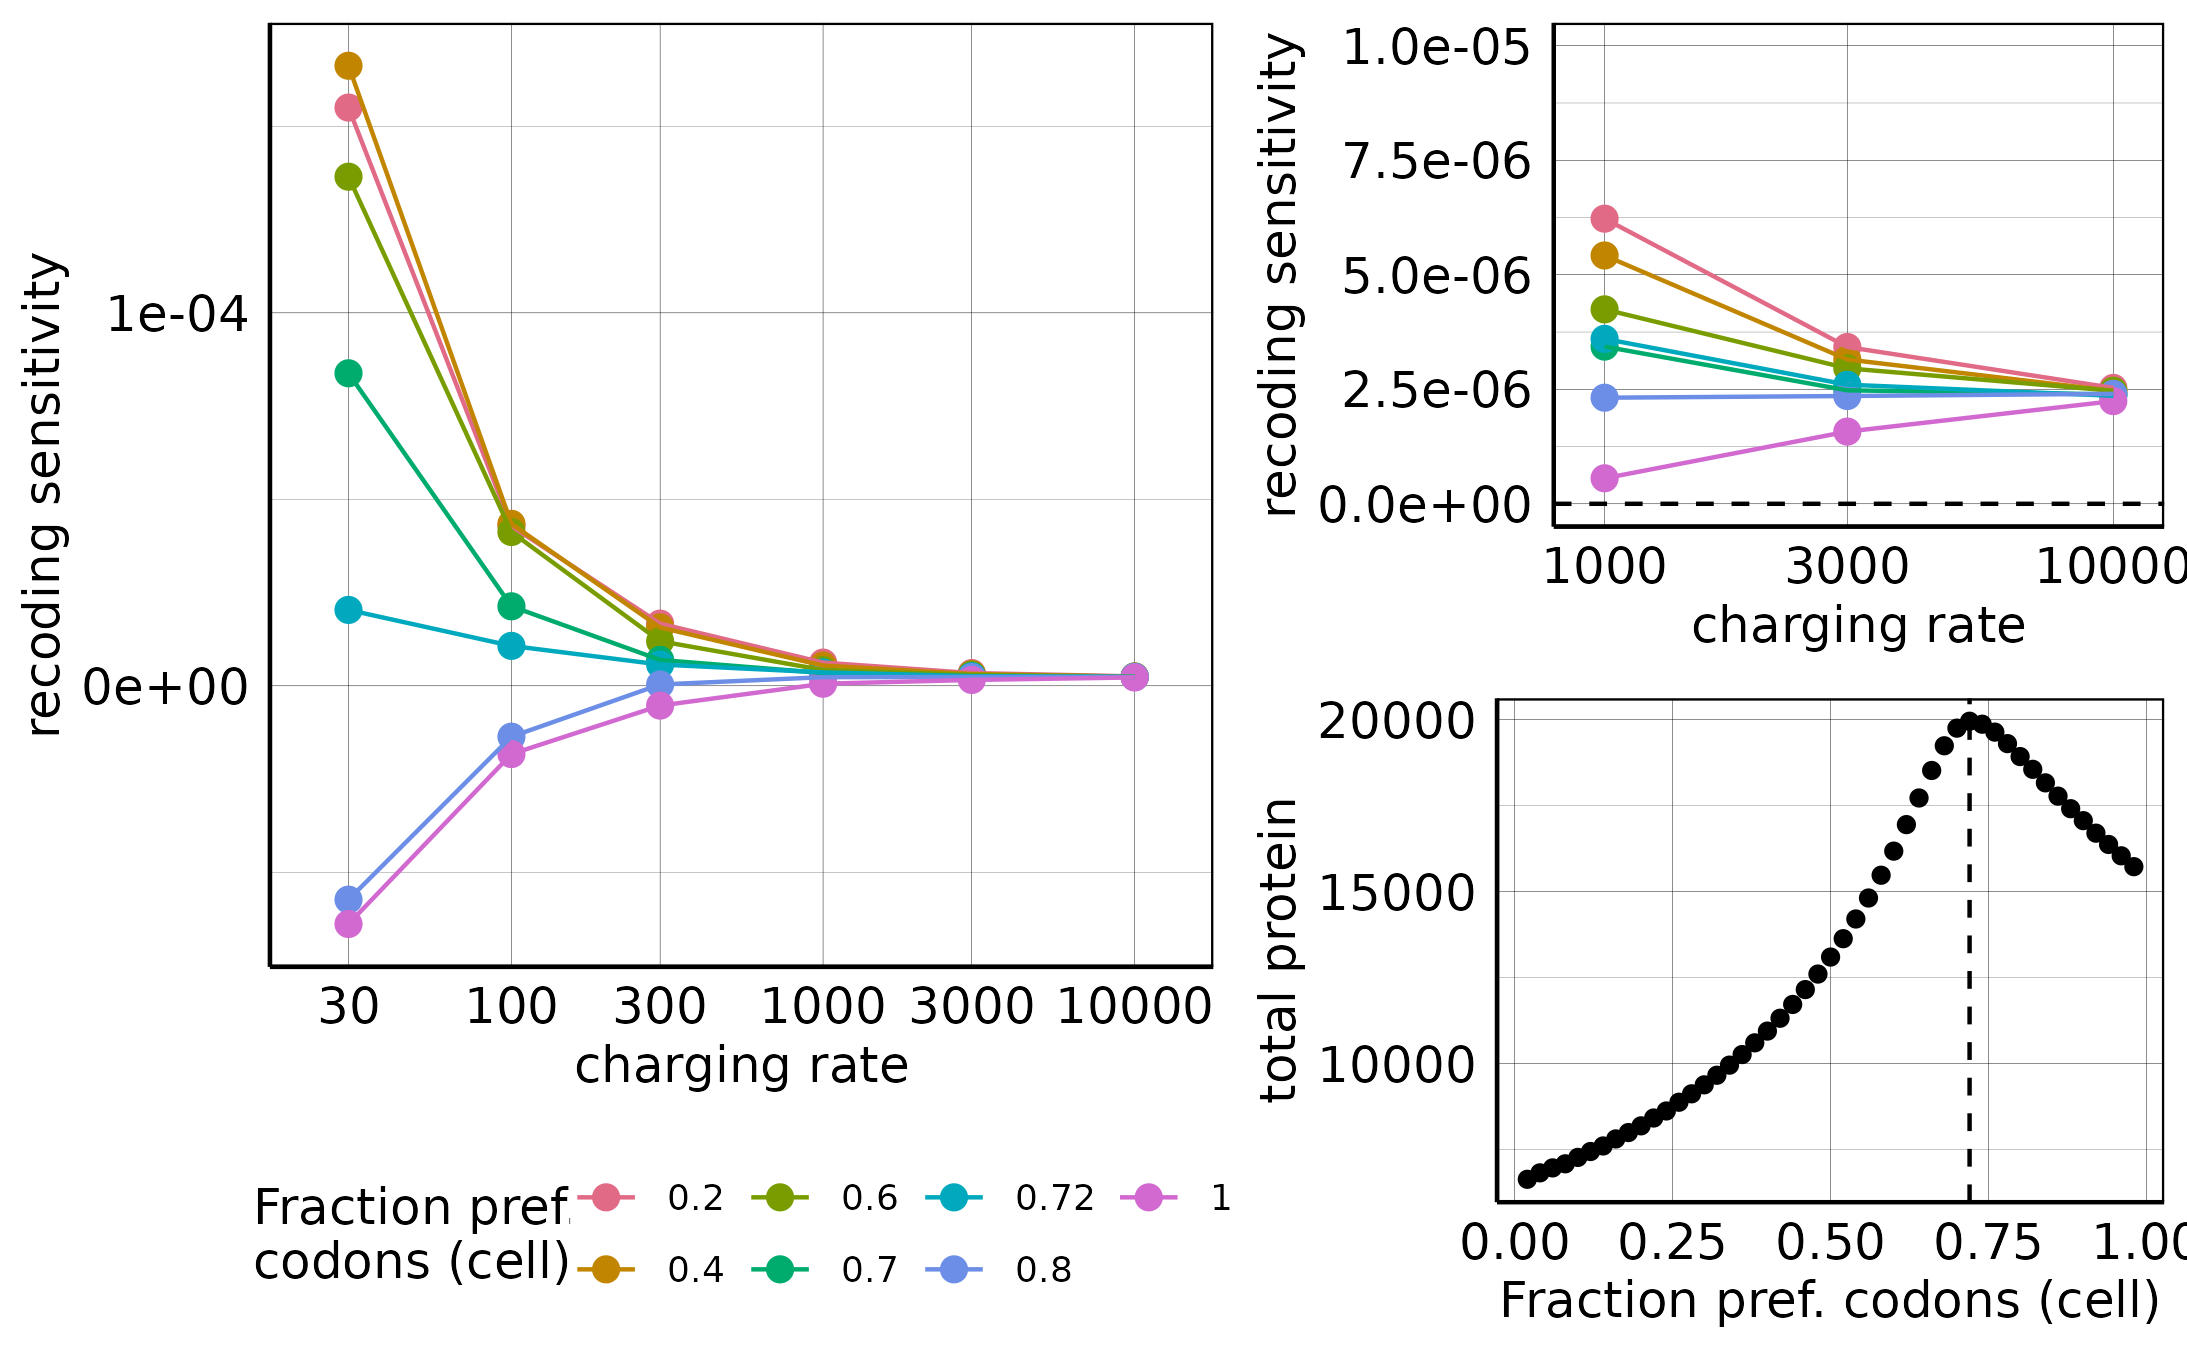 recoding sensitivity
1e-04
0e+00
30 100 300 1000 3000 10000
charging rate
Fraction pref.
codons (cell)
0.2 0.6 0.72 1
0.4 0.7 0.8
recoding sensitivity
1.0e-05
7.5e-06
5.0e-06
2.5e-06
0.0e+00
1000 3000 10000
charging rate
total protein
20000
15000
10000
0.00 0.25 0.50 0.75 1.00
Fraction pref. codons (cell)